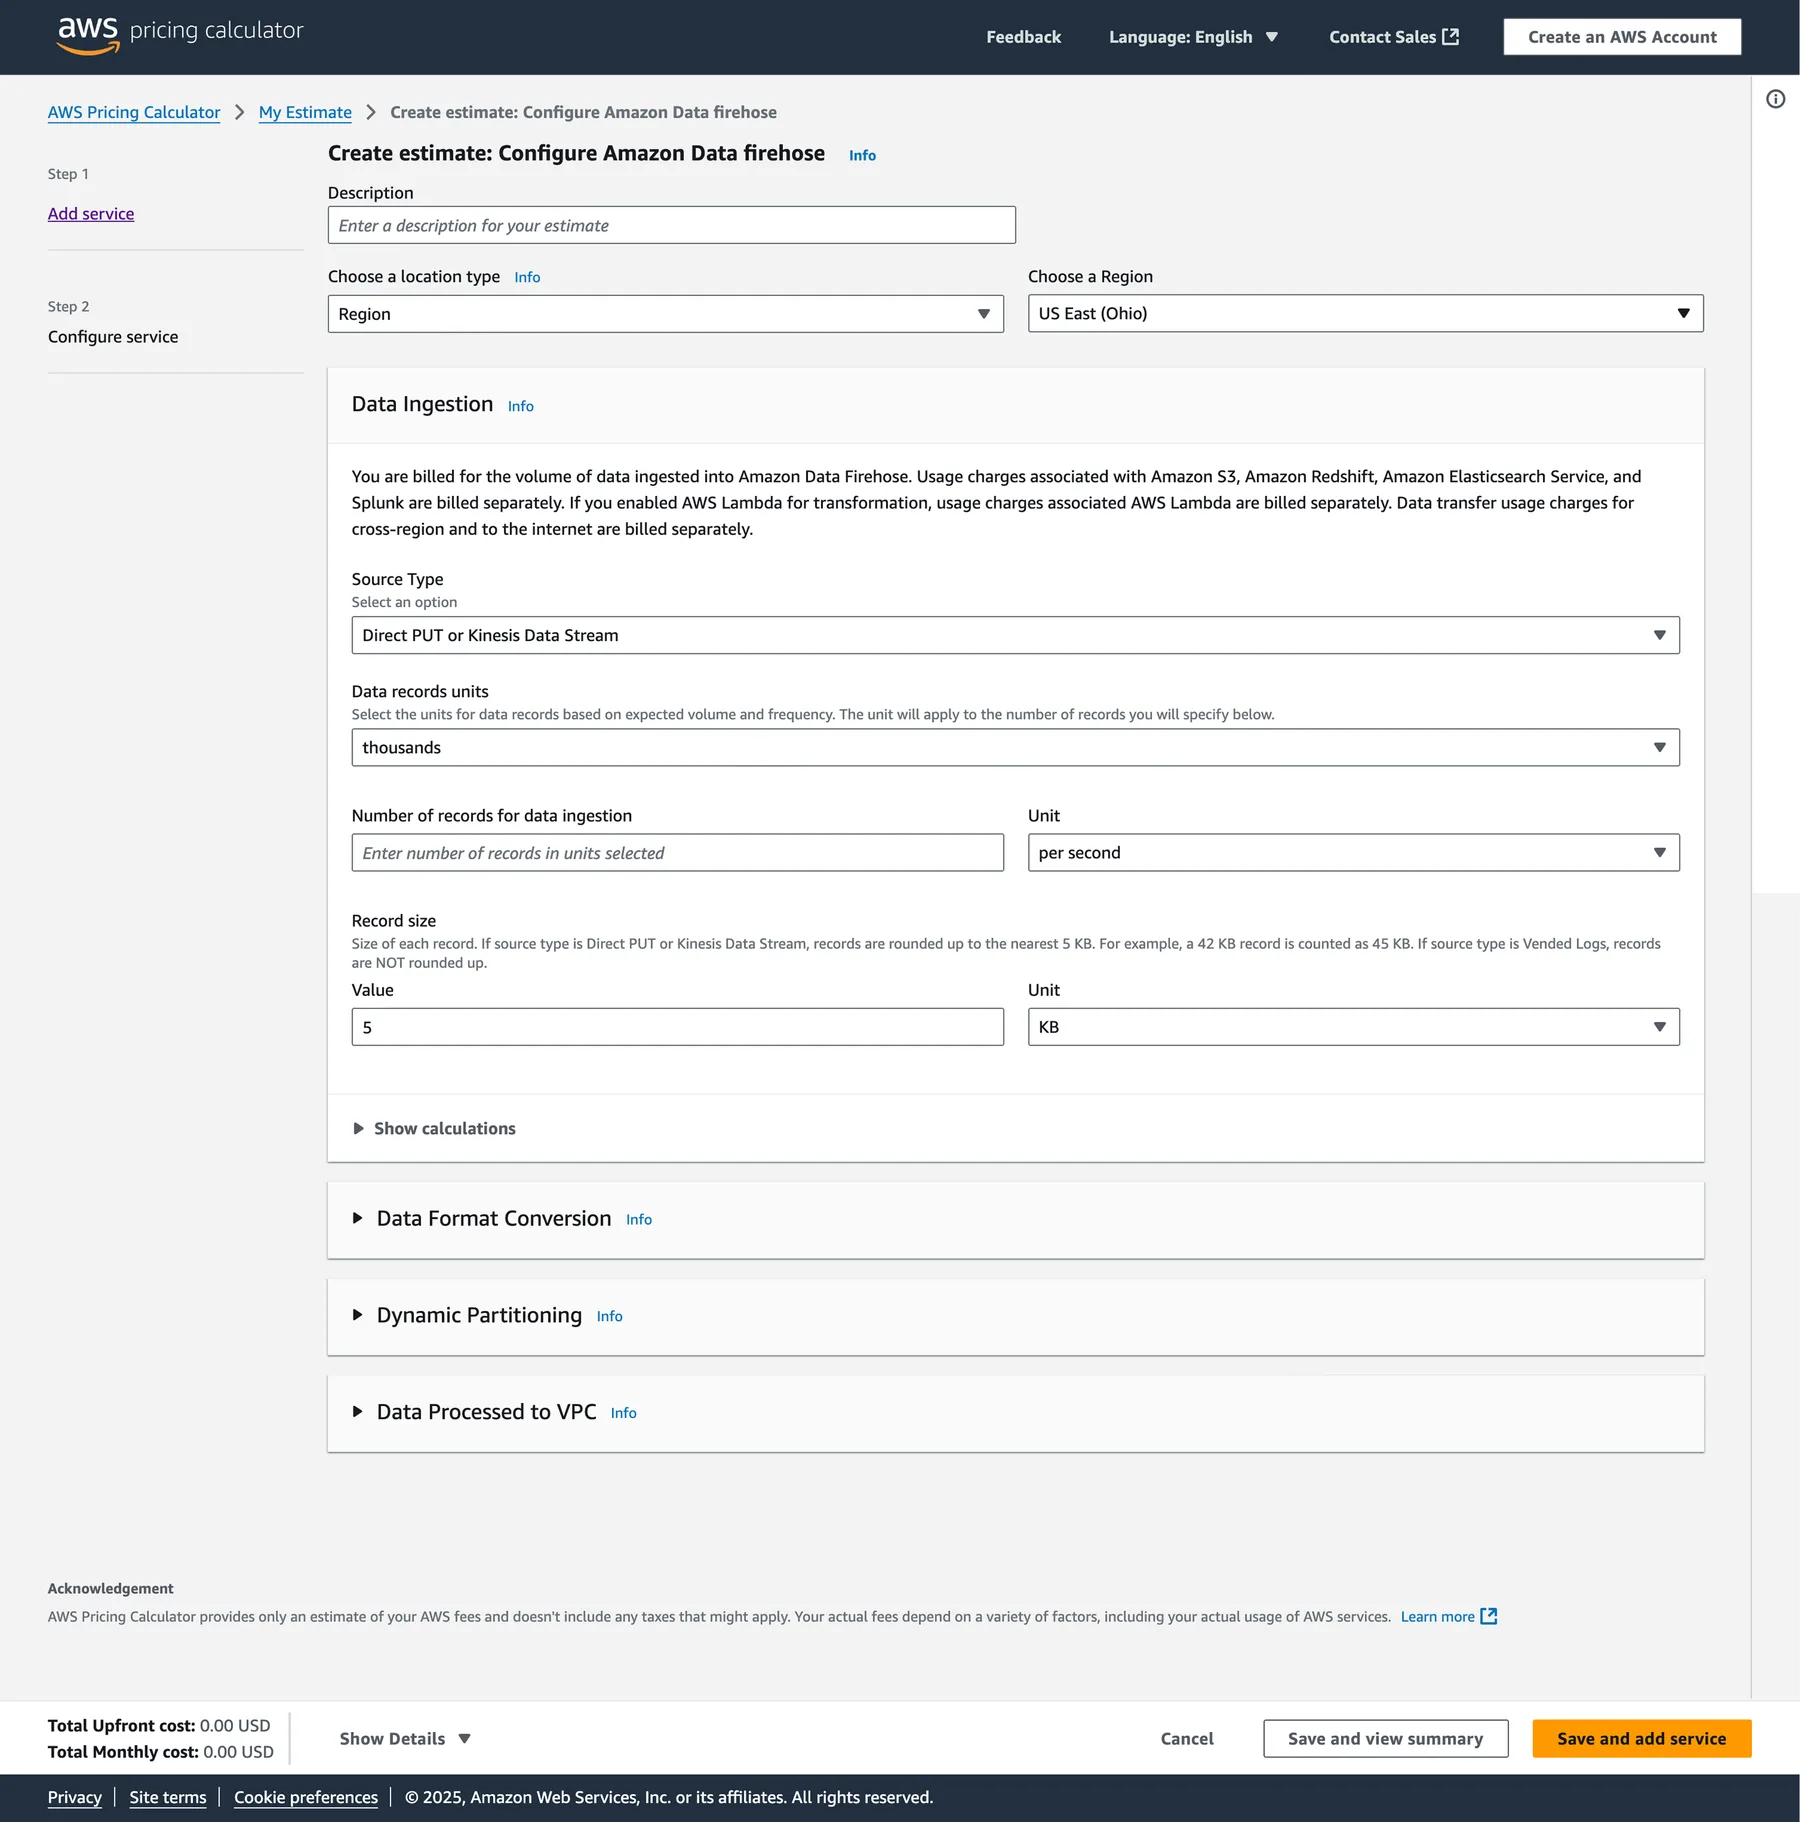 aws pricing calculator
Feedback
Language: English
Contact Sales
Create an AWS Account
AWS Pricing Calculator
My Estimate
Create estimate: Configure Amazon Data firehose
Step 1
Add service
Step 2
Configure service
Create estimate: Configure Amazon Data firehose Info
Description
Enter a description for your estimate
Choose a location type Info
Region
Choose a Region
US East (Ohio)
Data Ingestion Info
You are billed for the volume of data ingested into Amazon Data Firehose. Usage charges associated with Amazon S3, Amazon Redshift, Amazon Elasticsearch Service, and
Splunk are billed separately. If you enabled AWS Lambda for transformation, usage charges associated AWS Lambda are billed separately. Data transfer usage charges for
cross-region and to the internet are billed separately.
Source Type
Select an option
Direct PUT or Kinesis Data Stream
Data records units
Select the units for data records based on expected volume and frequency. The unit will apply to the number of records you will specify below.
thousands
Number of records for data ingestion
Enter number of records in units selected
Unit
per second
Record size
Size of each record. If source type is Direct PUT or Kinesis Data Stream, records are rounded up to the nearest 5 KB. For example, a 42 KB record is counted as 45 KB. If source type is Vended Logs, records
are NOT rounded up.
Value
5
Unit
KB
Show calculations
Data Format Conversion Info
Dynamic Partitioning Info
Data Processed to VPC Info
Acknowledgement
AWS Pricing Calculator provides only an estimate of your AWS fees and doesn't include any taxes that might apply. Your actual fees depend on a variety of factors, including your actual usage of AWS services. Learn more
Total Upfront cost: 0.00 USD
Total Monthly cost: 0.00 USD
Show Details
Cancel
Save and view summary
Save and add service
Privacy
Site terms
Cookie preferences
© 2025, Amazon Web Services, Inc. or its affiliates. All rights reserved.